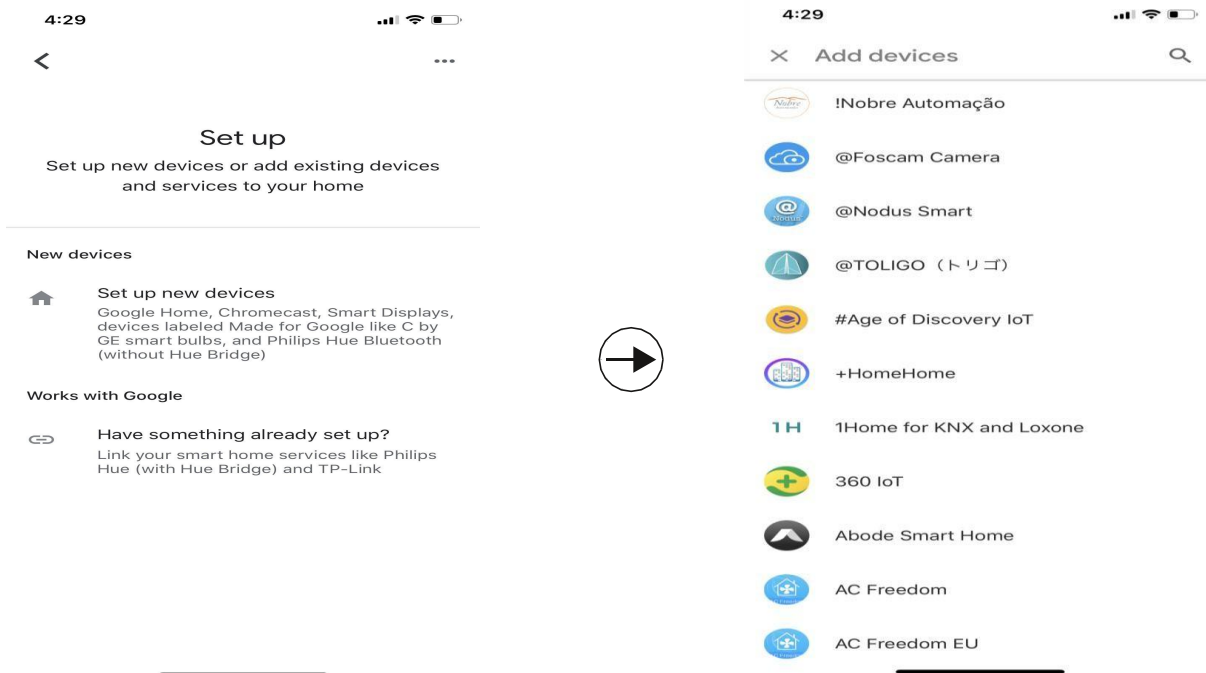 4:29
Set up
Set up new devices or add existing devices
and services to your home
New devices
Set up new devices
Google Home, Chromecast, Smart Displays,
devices labeled Made for Google like C by
GE smart bulbs, and Philips Hue Bluetooth
(without Hue Bridge)
Works with Google
Have something already set up?
Link your smart home services like Philips
Hue (with Hue Bridge) and TP-Link
4:29
Add devices
Nobre
!Nobre Automação
@Foscam Camera
@
Nodus
@Nodus Smart
@TOLIGO（トリゴ）
#Age of Discovery IoT
+HomeHome
1H
1Home for KNX and Loxone
360 IoT
Abode Smart Home
AC Freedom
AC Freedom EU